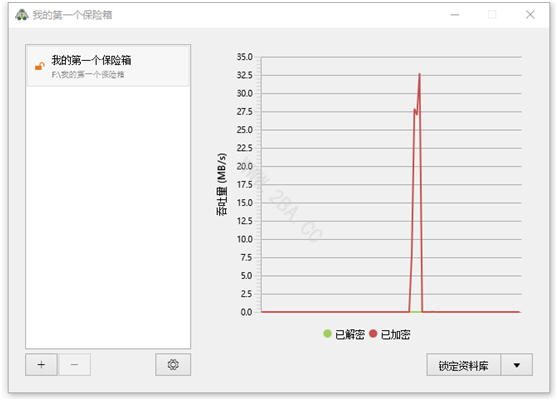 我的第一个保险箱
我的第一个保险箱
F:\我的第一个保险箱
吞吐量 (MB/s)
35.0
32.5
30.0
27.5
25.0
22.5
20.0
17.5
15.0
12.5
10.0
7.5
5.0
2.5
0.0
WWW.2BA.CC
已解密 已加密
+ −
锁定资料库